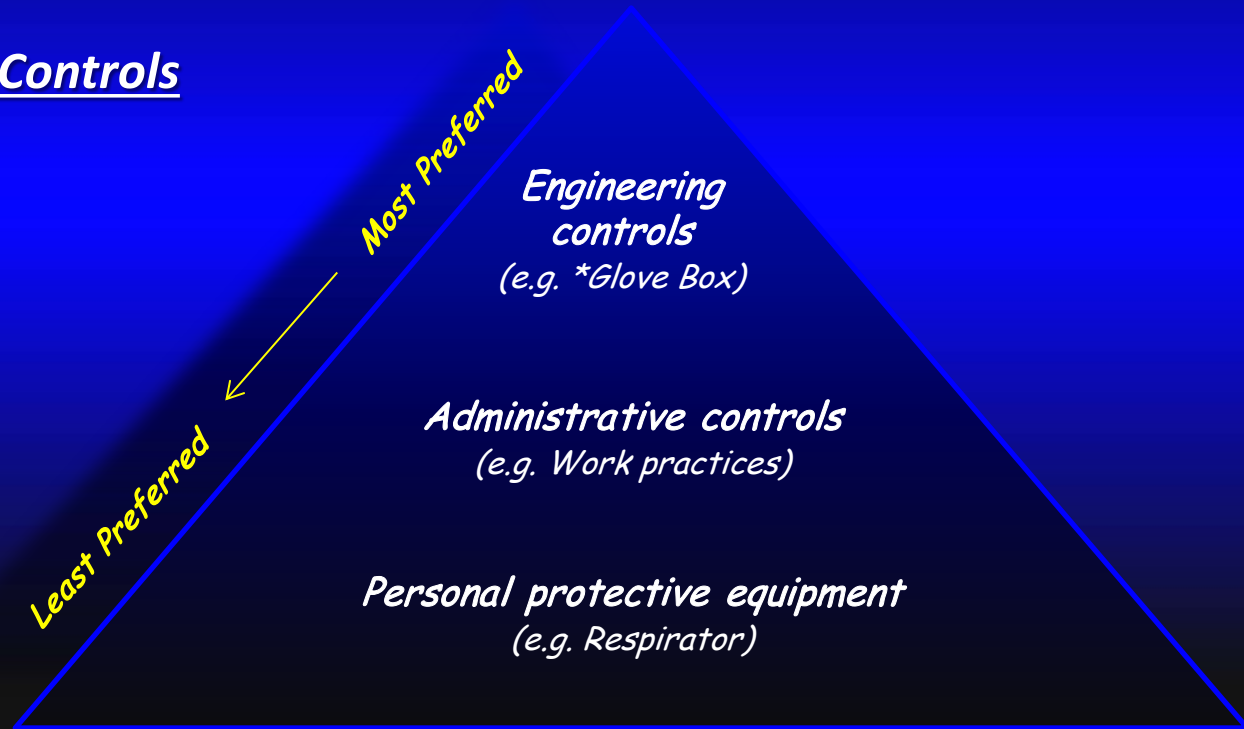 Controls
Most Preferred
Engineering
controls
(e.g. *Glove Box)
Administrative controls
(e.g. Work practices)
Least Preferred
Personal protective equipment
(e.g. Respirator)